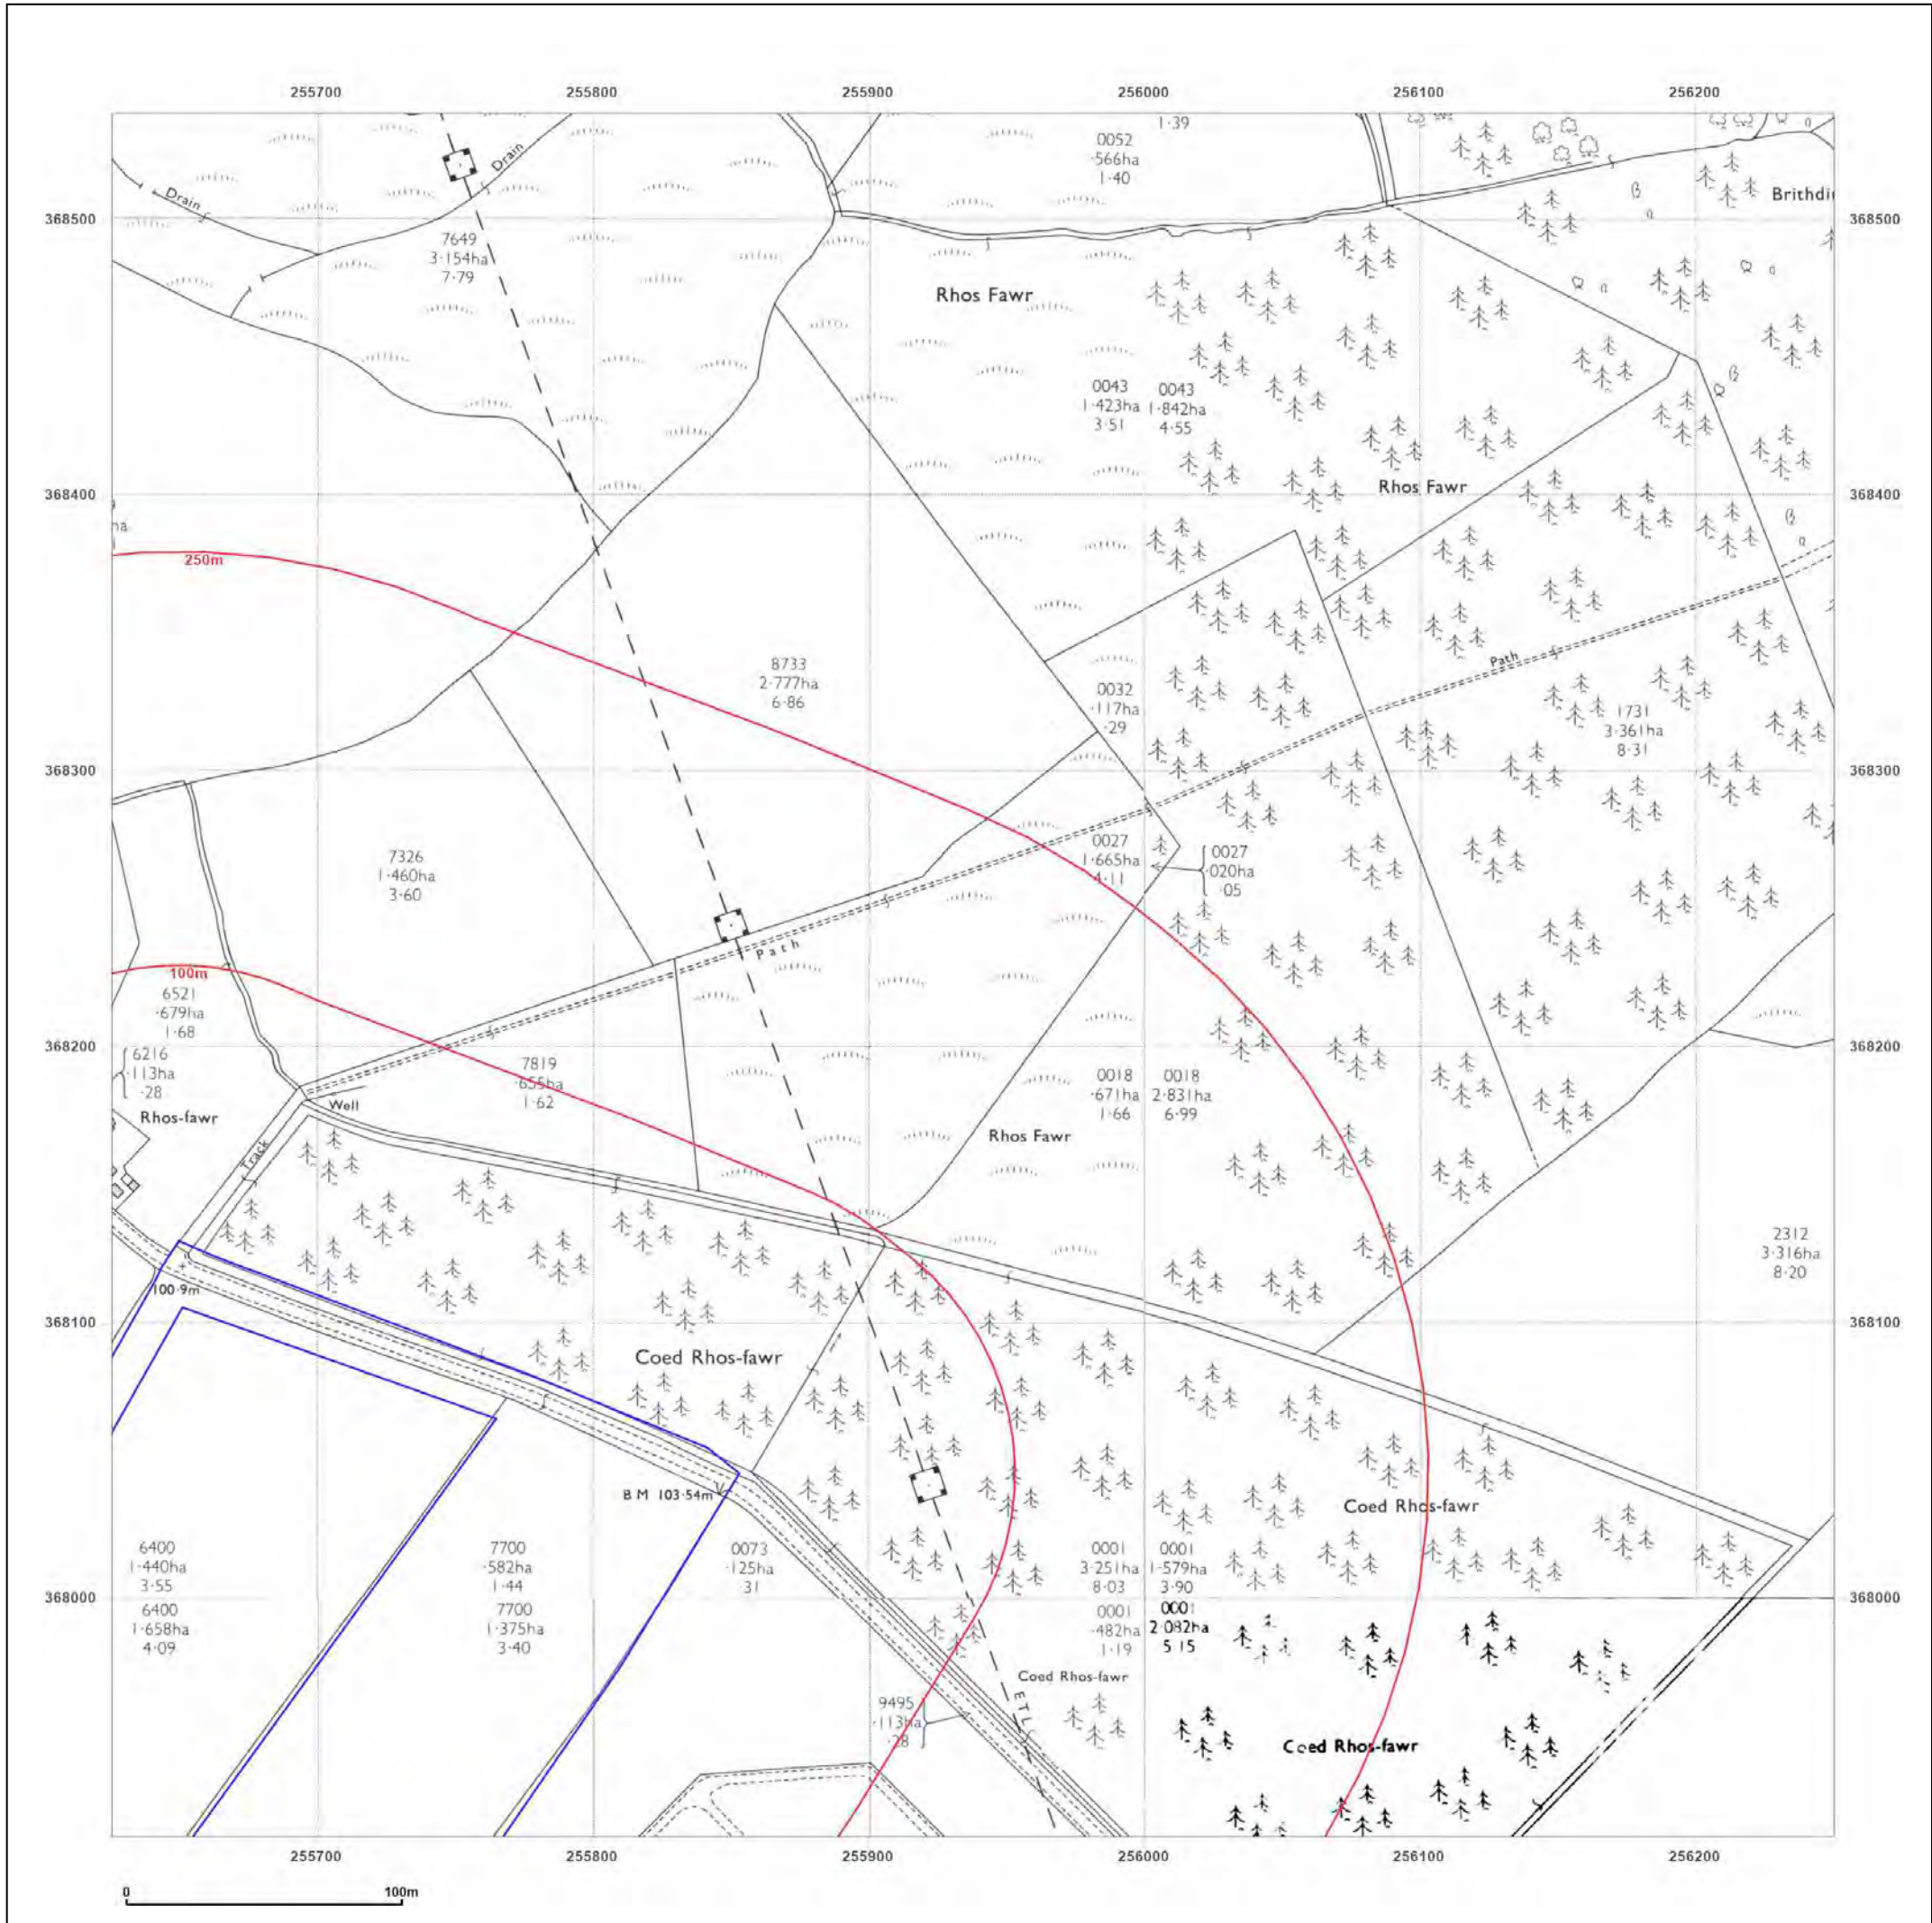 255700 255800 255900 256000 256100 256200
1·39
0052
·566ha
1·40
Drain
Drain
Brithdi
368500 368500
7649
3·154ha
7·79
Rhos Fawr
0043
1·423ha
3·51
0043
1·842ha
4·55
Rhos Fawr
368400 368400
ha
250m
Path
8733
2·777ha
6·86
0032
·117ha
·29
1731
3·361ha
8·31
368300 368300
7326
1·460ha
3·60
0027
1·665ha
4·11
0027
·020ha
·05
Path
100m
6521
·679ha
1·68
368200 368200
6216
·113ha
·28
7819
·655ha
1·62
0018
·671ha
1·66
0018
2·831ha
6·99
Well
Rhos-fawr
Rhos Fawr
Track
2312
3·316ha
8·20
100·9m
368100 368100
Coed Rhos-fawr
B M 103·54m
Coed Rhos-fawr
6400
1·440ha
3·55
7700
·582ha
1·44
0073
·125ha
·31
0001
3·251ha
8·03
0001
1·579ha
3·90
368000 368000
6400
1·658ha
4·09
7700
1·375ha
3·40
0001
·482ha
1·19
0001
2·082ha
5·15
Coed Rhos-fawr
9495
·113ha
·28
ETL
Coed Rhos-fawr
255700 255800 255900 256000 256100 256200
0 100m